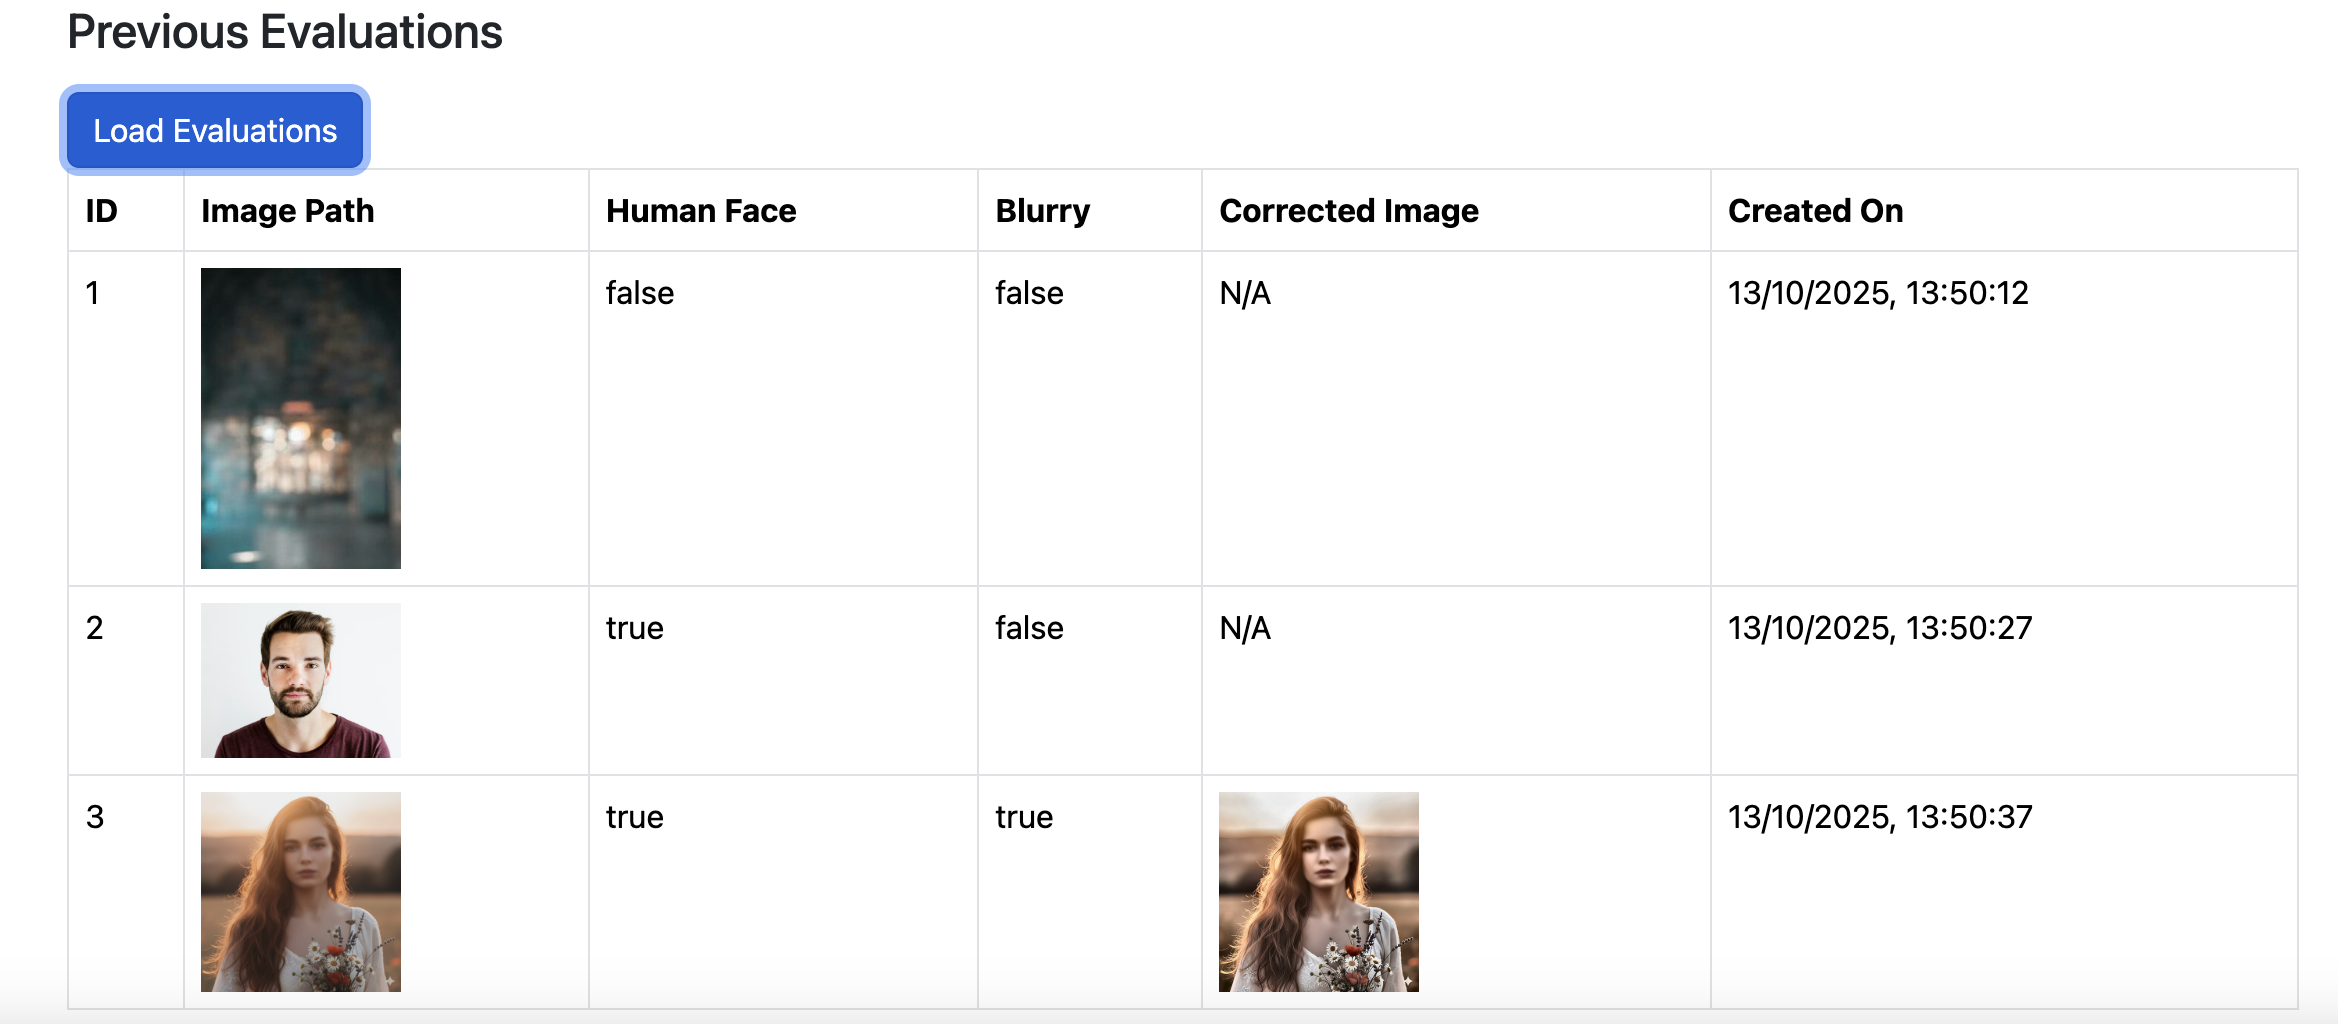 Previous Evaluations
Load Evaluations
ID Image Path Human Face Blurry Corrected Image Created On
1 false false N/A 13/10/2025, 13:50:12
2 true false N/A 13/10/2025, 13:50:27
3 true true 13/10/2025, 13:50:37